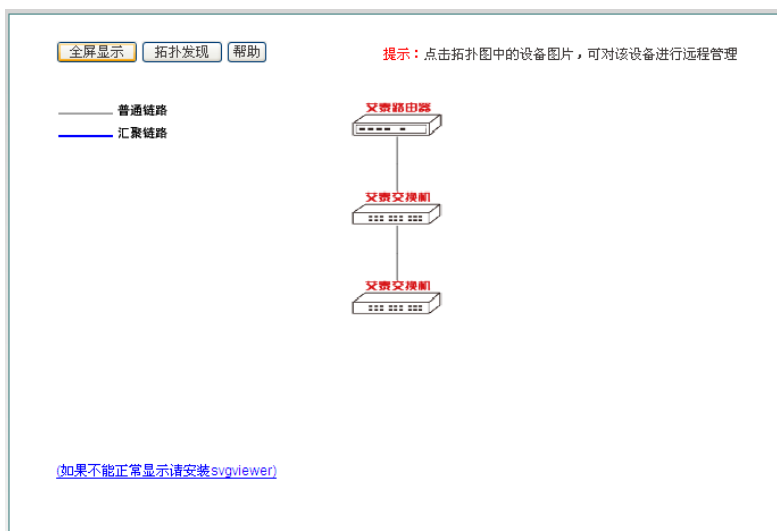 全屏显示 拓扑发现 帮助 提示：点击拓扑图中的设备图片，可对该设备进行远程管理
普通链路
汇聚链路
艾泰路由器
艾泰交换机
艾泰交换机
(如果不能正常显示请安装svgviewer)